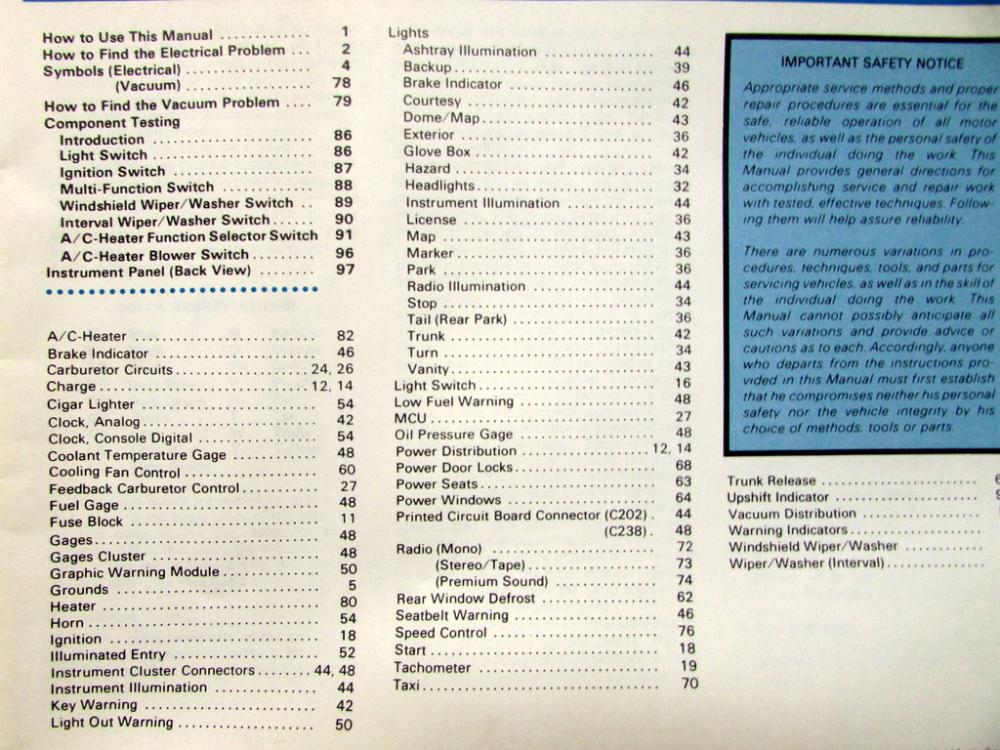 How to Use This Manual ............. 1
How to Find the Electrical Problem ... 2
Symbols (Electrical) .................. 4
(Vacuum) .................. 78
How to Find the Vacuum Problem .... 79
Component Testing
Introduction ....................... 86
Light Switch ........................ 86
Ignition Switch ...................... 87
Multi-Function Switch ............... 88
Windshield Wiper/Washer Switch .. 89
Interval Wiper/Washer Switch ...... 90
A/C-Heater Function Selector Switch 91
A/C-Heater Blower Switch .......... 96
Instrument Panel (Back View) ........ 97
A/C-Heater ......................... 82
Brake Indicator ...................... 46
Carburetor Circuits .................. 24, 26
Charge .............................. 12, 14
Cigar Lighter ........................ 54
Clock, Analog ........................ 42
Clock, Console Digital ............... 54
Coolant Temperature Gage .......... 48
Cooling Fan Control .................. 60
Feedback Carburetor Control ......... 27
Fuel Gage ........................... 48
Fuse Block .......................... 11
Gages ............................... 48
Gages Cluster ....................... 48
Graphic Warning Module ............ 50
Grounds ............................ 5
Heater .............................. 80
Horn ................................ 54
Ignition ............................. 18
Illuminated Entry .................... 52
Instrument Cluster Connectors ........ 44, 48
Instrument Illumination .............. 44
Key Warning ........................ 42
Light Out Warning ................... 50
Lights
Ashtray Illumination ............... 44
Backup ............................. 39
Brake Indicator .................... 46
Courtesy ........................... 42
Dome/Map .......................... 43
Exterior ........................... 36
Glove Box .......................... 42
Hazard ............................. 34
Headlights .......................... 32
Instrument Illumination ............ 44
License ............................ 36
Map ................................ 43
Marker ............................. 36
Park ............................... 36
Radio Illumination ................. 44
Stop ............................... 34
Tail (Rear Park) ................... 36
Trunk .............................. 42
Turn ............................... 34
Vanity ............................. 43
Light Switch ......................... 16
Low Fuel Warning .................... 48
MCU ................................. 27
Oil Pressure Gage .................... 48
Power Distribution ................... 12, 14
Power Door Locks .................... 68
Power Seats .......................... 63
Power Windows ...................... 64
Printed Circuit Board Connector (C202) . 44
(C238) . 48
Radio (Mono) ........................ 72
(Stereo/Tape) .................. 73
(Premium Sound) ............... 74
Rear Window Defrost ................ 62
Seatbelt Warning .................... 46
Speed Control ....................... 76
Start ................................ 18
Tachometer .......................... 19
Taxi ................................. 70
IMPORTANT SAFETY NOTICE
Appropriate service methods and proper
repair procedures are essential for the
safe, reliable operation of all motor
vehicles, as well as the personal safety of
the individual doing the work. This
Manual provides general directions for
accomplishing service and repair work
with tested, effective techniques. Follow-
ing them will help assure reliability.
There are numerous variations in pro-
cedures, techniques, tools, and parts for
servicing vehicles, as well as in the skill of
the individual doing the work. This
Manual cannot possibly anticipate all
such variations and provide advice or
cautions as to each. Accordingly, anyone
who departs from the instructions pro-
vided in this Manual must first establish
that he compromises neither his personal
safety nor the vehicle integrity by his
choice of methods, tools or parts.
Trunk Release .......................
Upshift Indicator .....................
Vacuum Distribution .................
Warning Indicators ...................
Windshield Wiper/Washer ............
Wiper/Washer (Interval) ..............